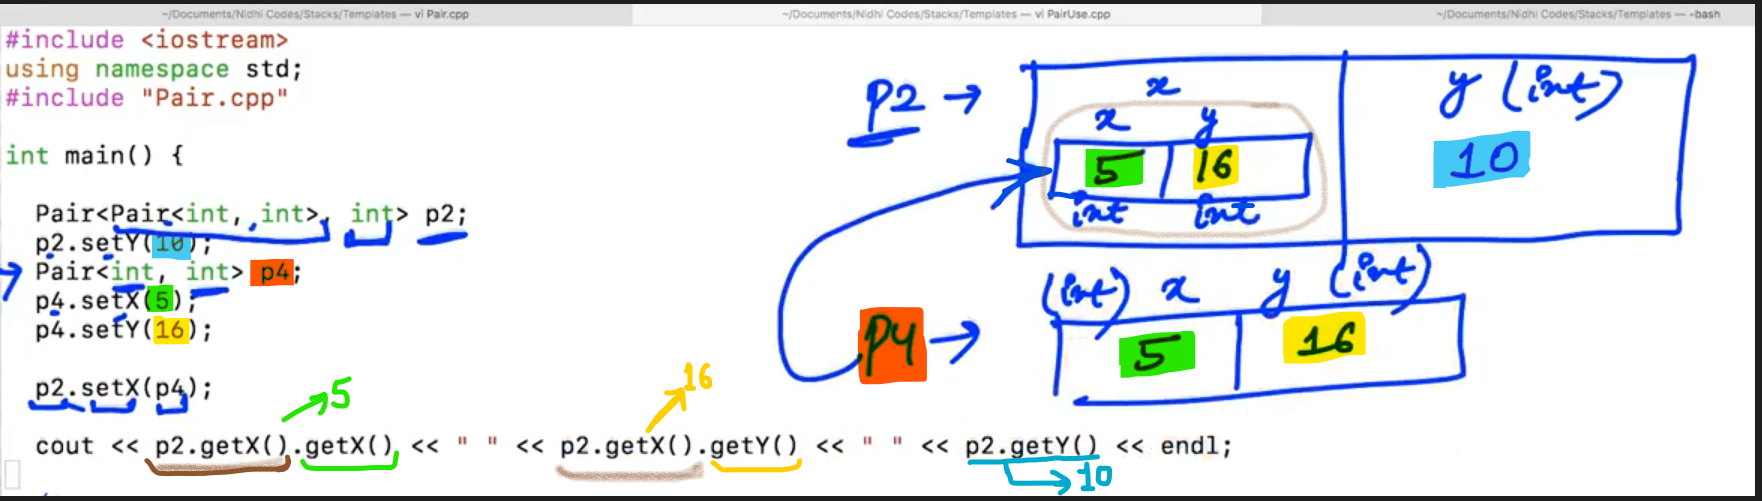 ~/Documents/Nidhi Codes/Stacks/Templates — vi Pair.cpp
~/Documents/Nidhi Codes/Stacks/Templates — vi PairUse.cpp
~/Documents/Nidhi Codes/Stacks/Templates — -bash
#include <iostream>
using namespace std;
#include "Pair.cpp"
int main() {
Pair<Pair<int, int>, int> p2;
p2.setY(10);
Pair<int, int> p4;
p4.setX(5);
p4.setY(16);
p2.setX(p4);
cout << p2.getX().getX() << " " << p2.getX().getY() << " " << p2.getY() << endl;
5
16
10
p2 →
x
y (int)
x y
5 16
10
int int
(int) x y (int)
p4 →
5 16